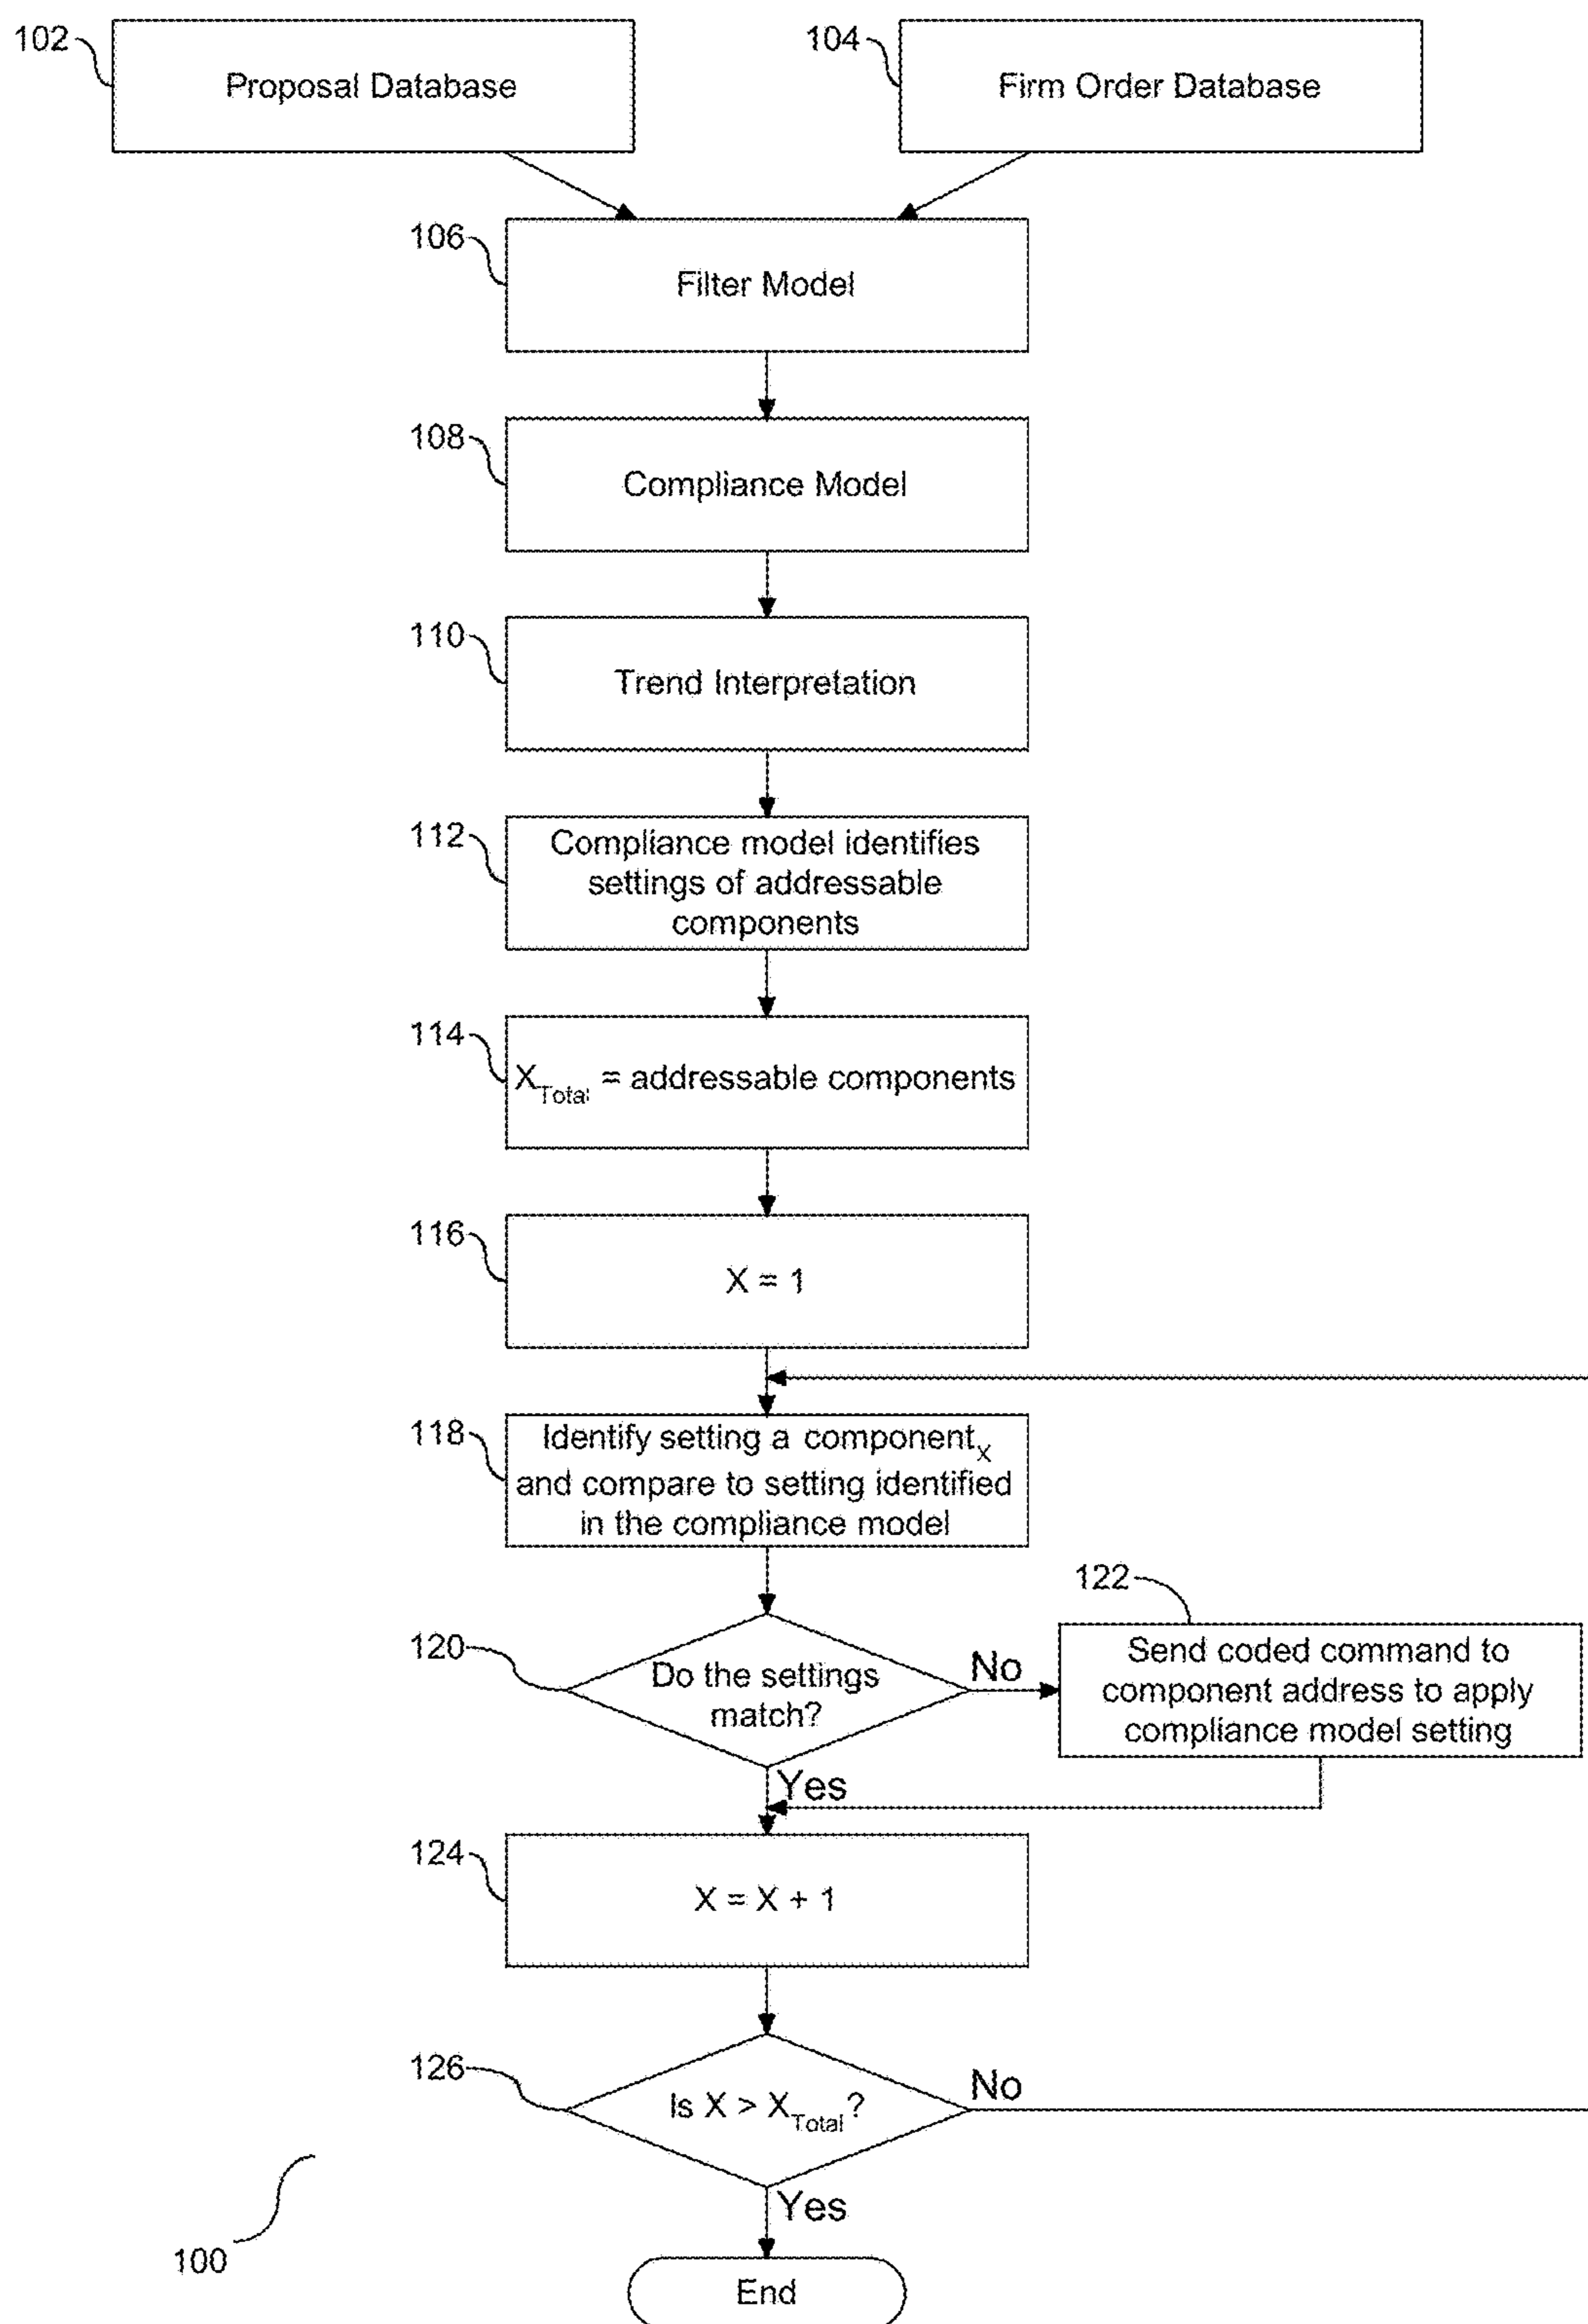 102
Proposal Database
104
Firm Order Database
106
Filter Model
108
Compliance Model
110
Trend Interpretation
112
Compliance model identifies
settings of addressable
components
114
XTotal = addressable components
116
X = 1
118
Identify setting a componentX
and compare to setting identified
in the compliance model
120
Do the settings
match?
No
122
Send coded command to
component address to apply
compliance model setting
Yes
124
X = X + 1
126
Is X > XTotal?
No
Yes
100
End